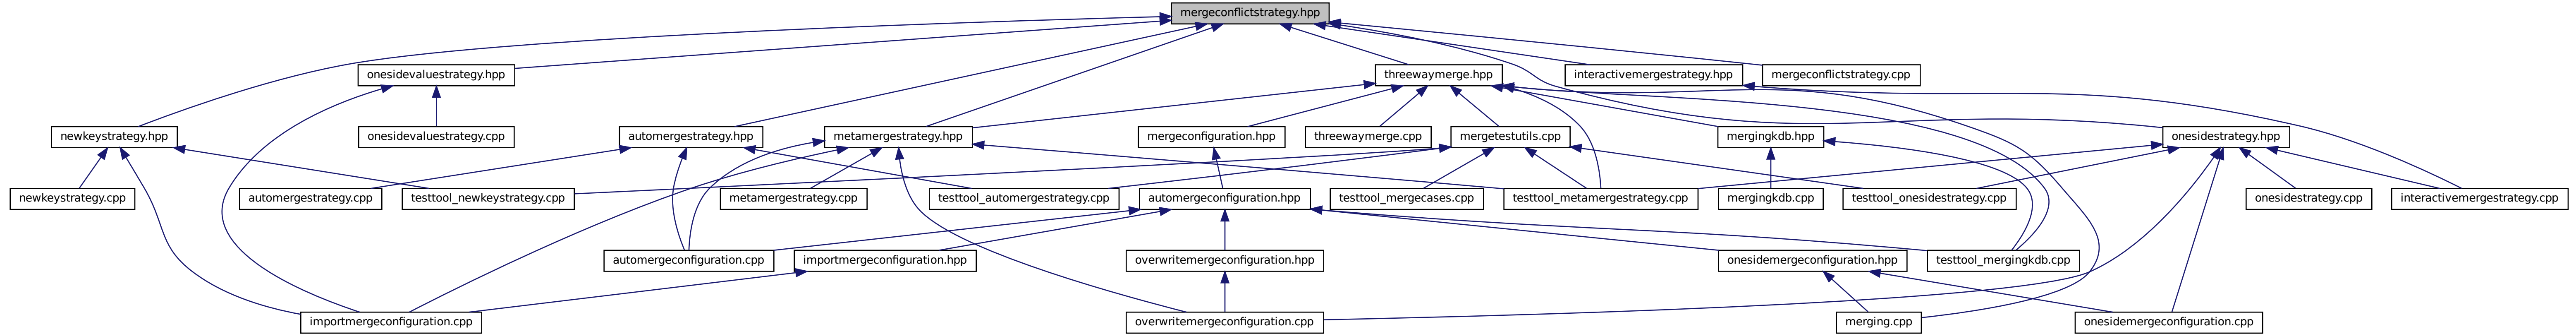 mergeconflictstrategy.hpp
onesidevaluestrategy.hpp
threewaymerge.hpp
interactivemergestrategy.hpp
mergeconflictstrategy.cpp
newkeystrategy.hpp
onesidevaluestrategy.cpp
automergestrategy.hpp
metamergestrategy.hpp
mergeconfiguration.hpp
threewaymerge.cpp
mergetestutils.cpp
mergingkdb.hpp
onesidestrategy.hpp
newkeystrategy.cpp
automergestrategy.cpp
testtool_newkeystrategy.cpp
metamergestrategy.cpp
testtool_automergestrategy.cpp
automergeconfiguration.hpp
testtool_mergecases.cpp
testtool_metamergestrategy.cpp
mergingkdb.cpp
testtool_onesidestrategy.cpp
onesidestrategy.cpp
interactivemergestrategy.cpp
automergeconfiguration.cpp
importmergeconfiguration.hpp
overwritemergeconfiguration.hpp
onesidemergeconfiguration.hpp
testtool_mergingkdb.cpp
importmergeconfiguration.cpp
overwritemergeconfiguration.cpp
merging.cpp
onesidemergeconfiguration.cpp